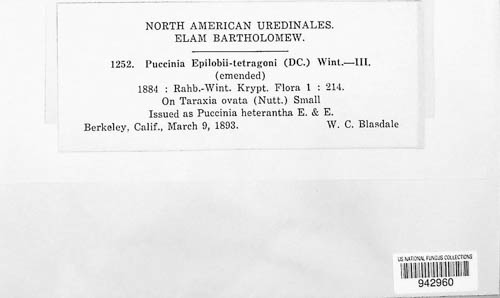 NORTH AMERICAN UREDINALES.
ELAM BARTHOLOMEW.
1252. Puccinia Epilobii-tetragoni (DC.) Wint.—III.
(emended)
1884 : Rabh.-Wint. Krypt. Flora 1 : 214.
On Taraxia ovata (Nutt.) Small
Issued as Puccinia heterantha E. & E.
Berkeley, Calif., March 9, 1893. W. C. Blasdale
US NATIONAL FUNGUS COLLECTIONS
942960